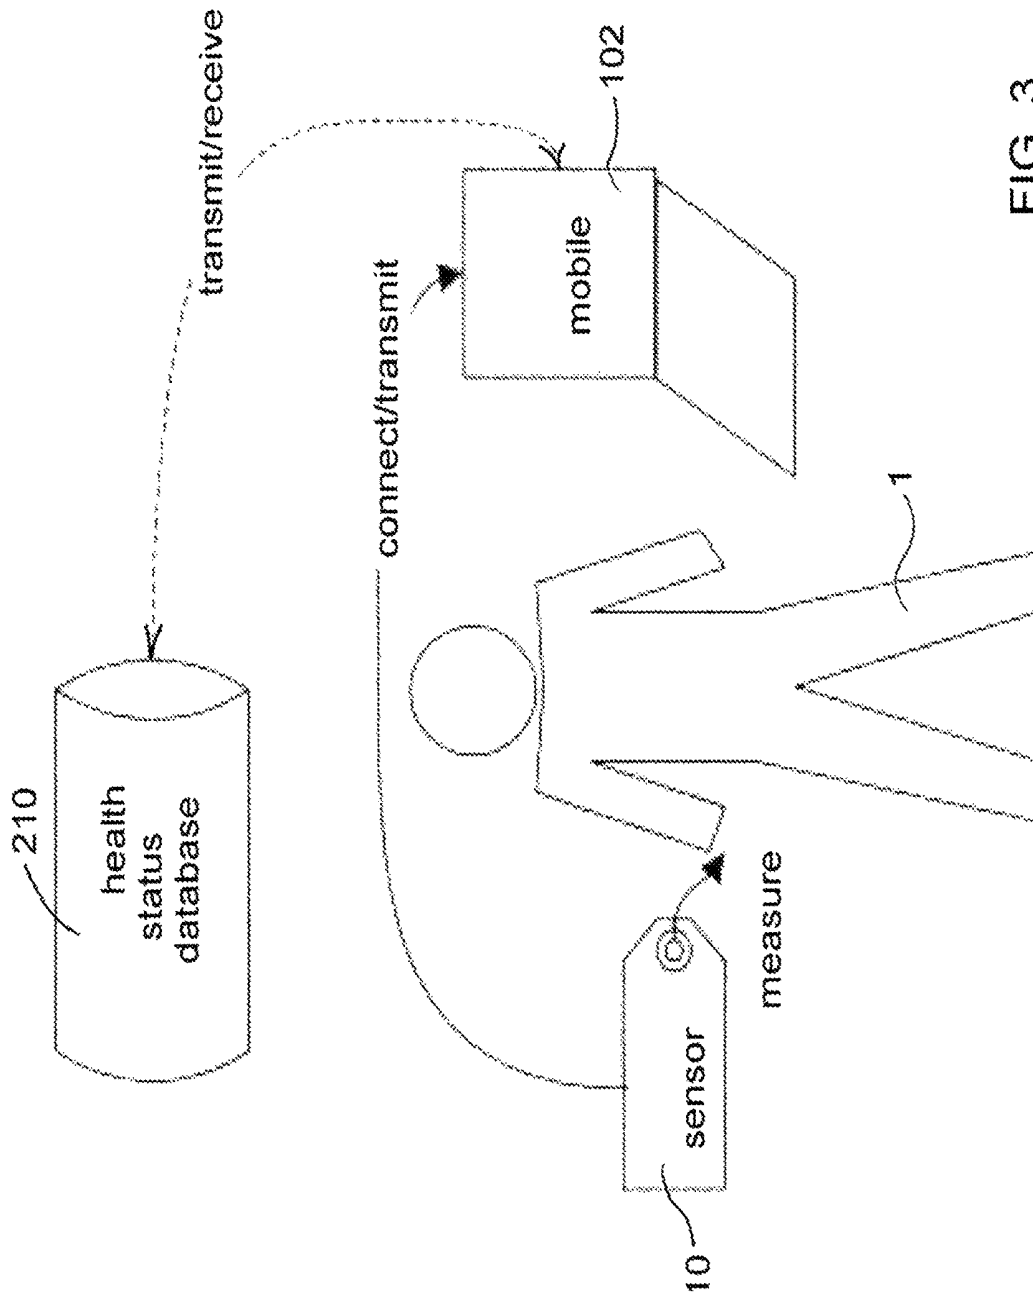 210
health
status
database
transmit/receive
connect/transmit
102
mobile
1
sensor
10
measure
FIG. 3